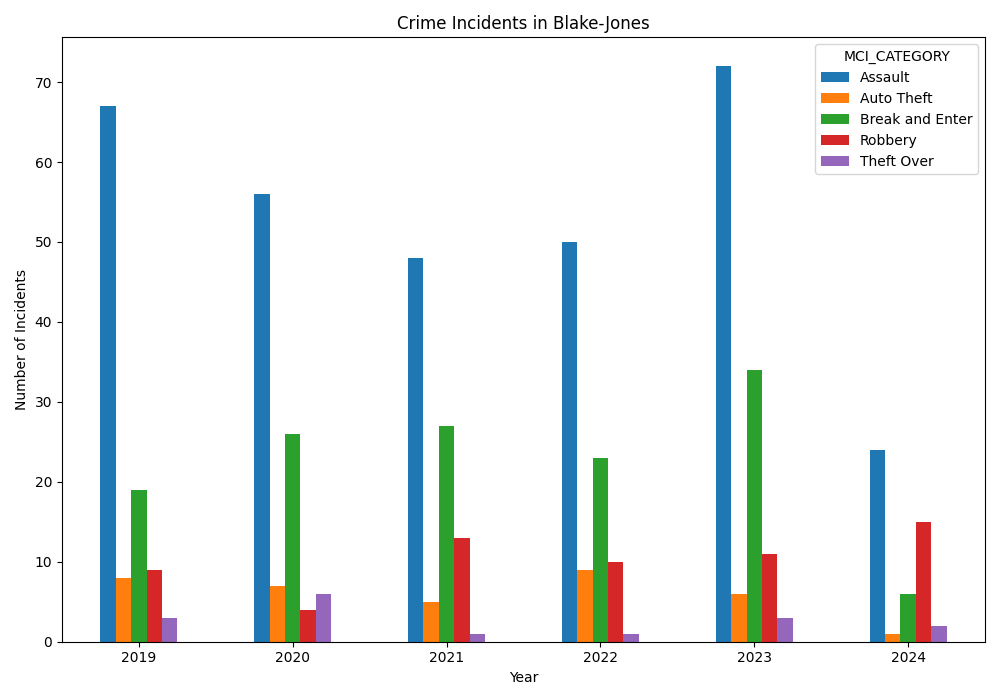 Crime Incidents in Blake-Jones
MCI_CATEGORY
Assault
Auto Theft
Break and Enter
Robbery
Theft Over
Number of Incidents
70
60
50
40
30
20
10
0
2019 2020 2021 2022 2023 2024
Year